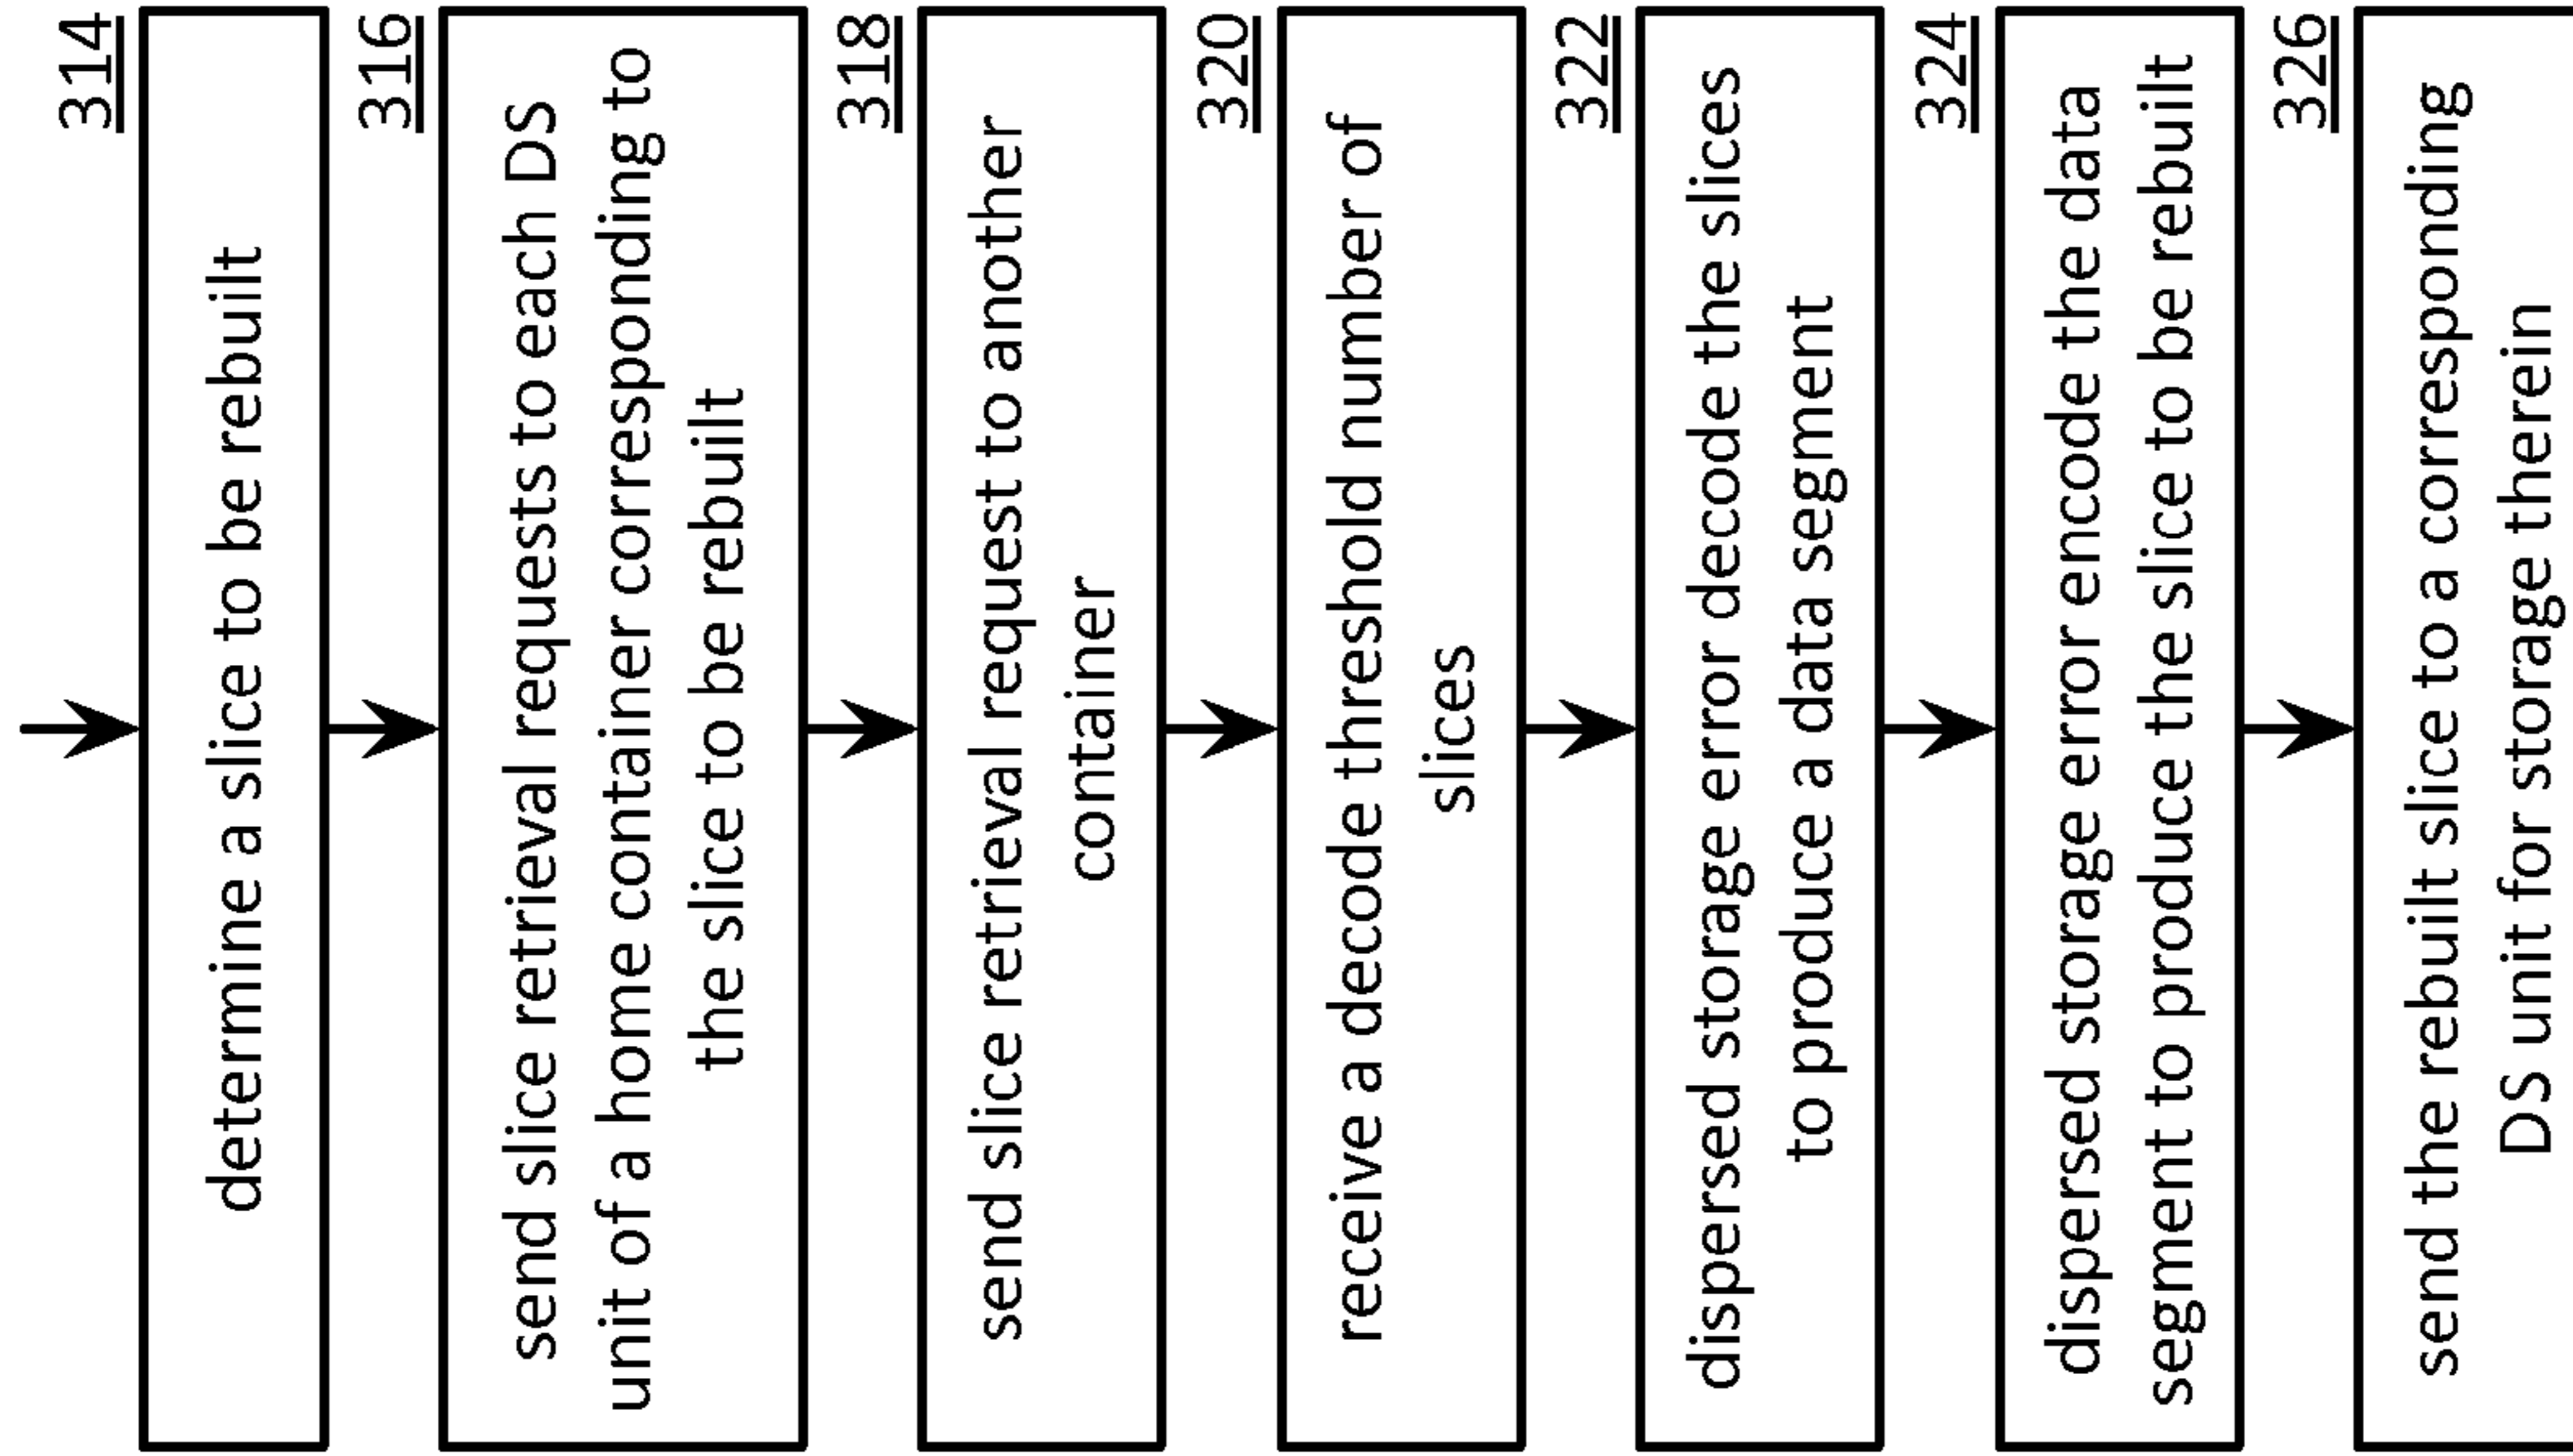 314
determine a slice to be rebuilt
316
send slice retrieval requests to each DS
unit of a home container corresponding to
the slice to be rebuilt
318
send slice retrieval request to another
container
320
receive a decode threshold number of
slices
322
dispersed storage error decode the slices
to produce a data segment
324
dispersed storage error encode the data
segment to produce the slice to be rebuilt
326
send the rebuilt slice to a corresponding
DS unit for storage therein